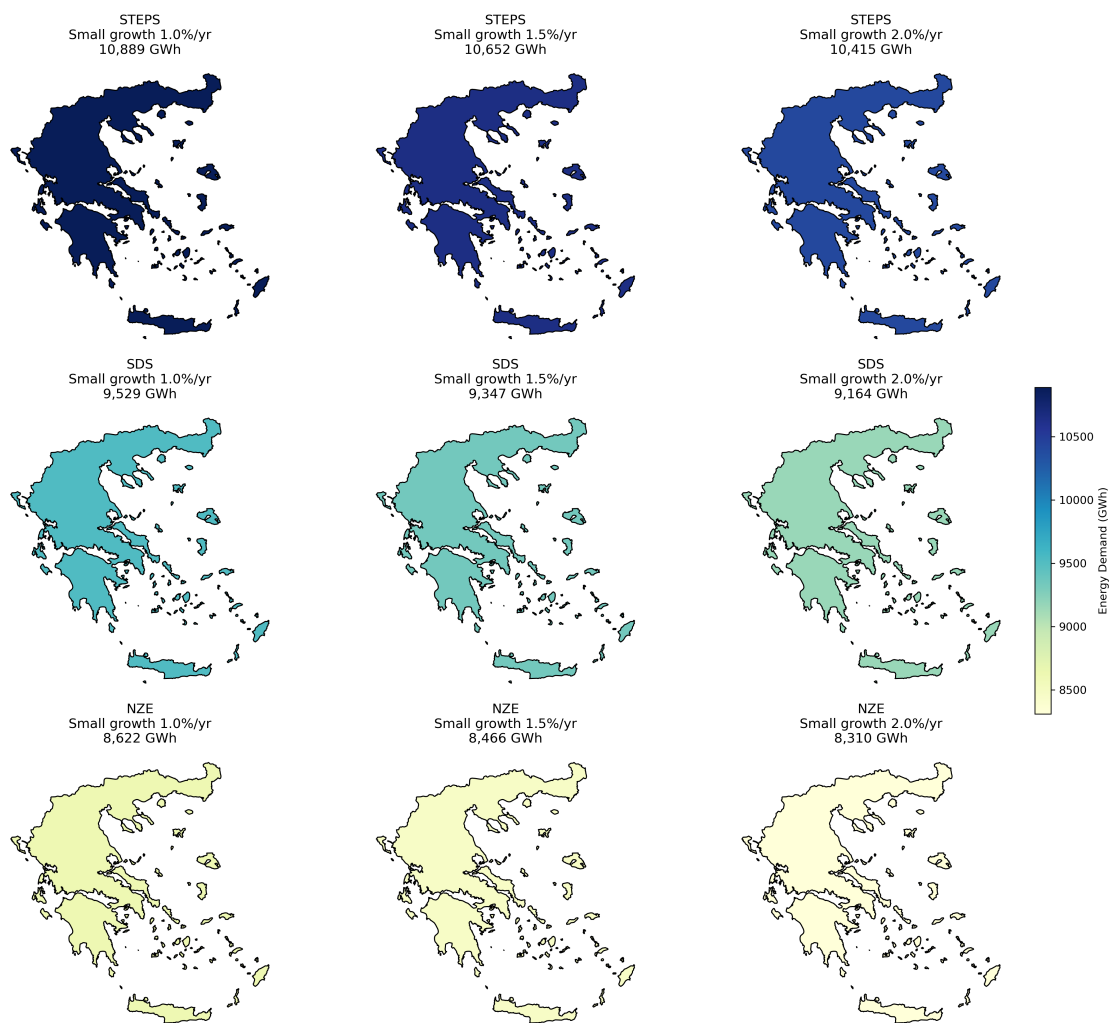 STEPS
Small growth 1.0%/yr
10,889 GWh
STEPS
Small growth 1.5%/yr
10,652 GWh
STEPS
Small growth 2.0%/yr
10,415 GWh
SDS
Small growth 1.0%/yr
9,529 GWh
SDS
Small growth 1.5%/yr
9,347 GWh
SDS
Small growth 2.0%/yr
9,164 GWh
10500
10000
9500
9000
8500
Energy Demand (GWh)
NZE
Small growth 1.0%/yr
8,622 GWh
NZE
Small growth 1.5%/yr
8,466 GWh
NZE
Small growth 2.0%/yr
8,310 GWh